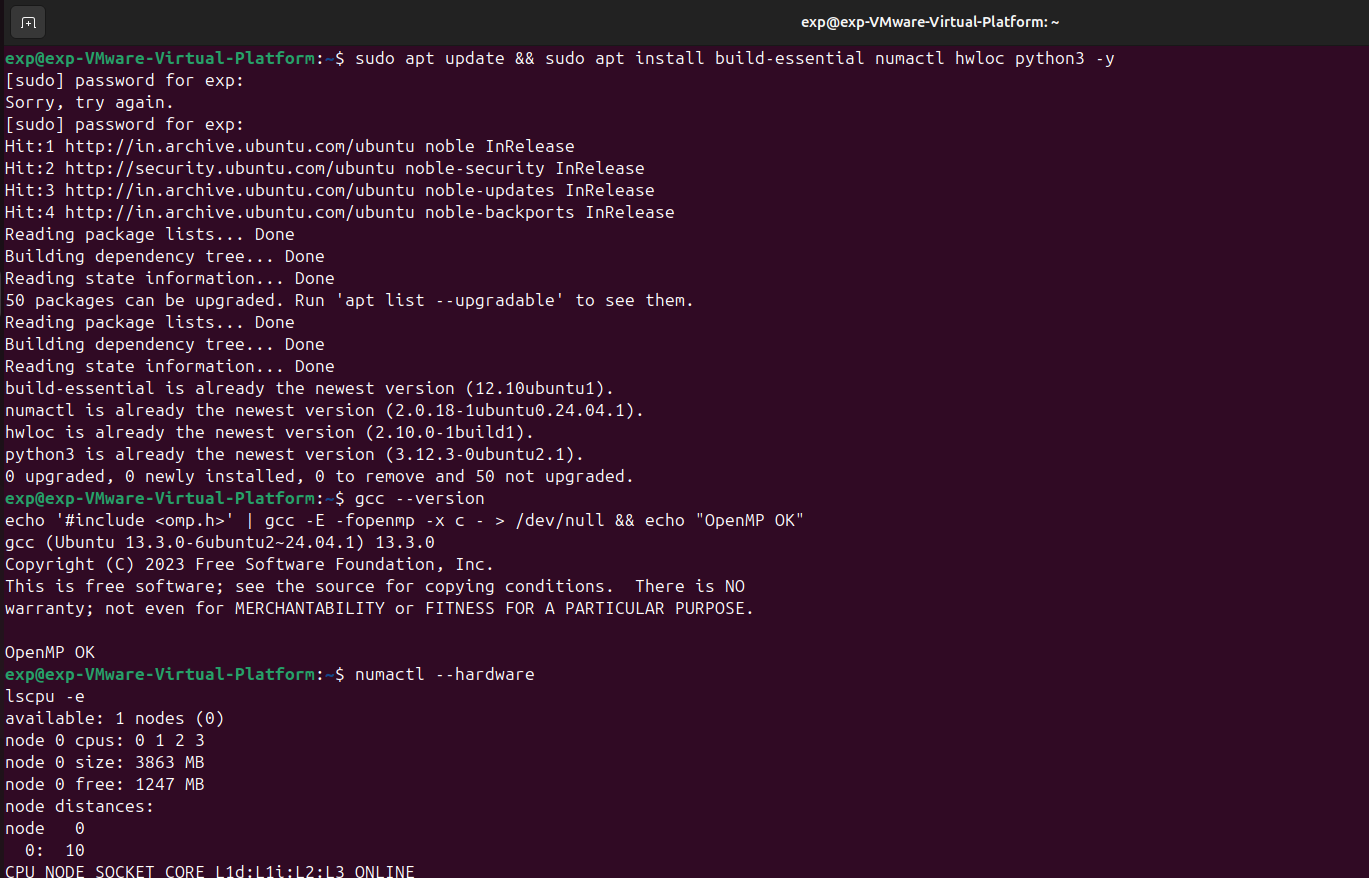 exp@exp-VMware-Virtual-Platform: ~
exp@exp-VMware-Virtual-Platform:~$ sudo apt update && sudo apt install build-essential numactl hwloc python3 -y
[sudo] password for exp:
Sorry, try again.
[sudo] password for exp:
Hit:1 http://in.archive.ubuntu.com/ubuntu noble InRelease
Hit:2 http://security.ubuntu.com/ubuntu noble-security InRelease
Hit:3 http://in.archive.ubuntu.com/ubuntu noble-updates InRelease
Hit:4 http://in.archive.ubuntu.com/ubuntu noble-backports InRelease
Reading package lists... Done
Building dependency tree... Done
Reading state information... Done
50 packages can be upgraded. Run 'apt list --upgradable' to see them.
Reading package lists... Done
Building dependency tree... Done
Reading state information... Done
build-essential is already the newest version (12.10ubuntu1).
numactl is already the newest version (2.0.18-1ubuntu0.24.04.1).
hwloc is already the newest version (2.10.0-1build1).
python3 is already the newest version (3.12.3-0ubuntu2.1).
0 upgraded, 0 newly installed, 0 to remove and 50 not upgraded.
exp@exp-VMware-Virtual-Platform:~$ gcc --version
echo '#include <omp.h>' | gcc -E -fopenmp -x c - > /dev/null && echo "OpenMP OK"
gcc (Ubuntu 13.3.0-6ubuntu2~24.04.1) 13.3.0
Copyright (C) 2023 Free Software Foundation, Inc.
This is free software; see the source for copying conditions.  There is NO
warranty; not even for MERCHANTABILITY or FITNESS FOR A PARTICULAR PURPOSE.

OpenMP OK
exp@exp-VMware-Virtual-Platform:~$ numactl --hardware
lscpu -e
available: 1 nodes (0)
node 0 cpus: 0 1 2 3
node 0 size: 3863 MB
node 0 free: 1247 MB
node distances:
node   0
  0:  10
CPU NODE SOCKET CORE L1d:L1i:L2:L3 ONLINE